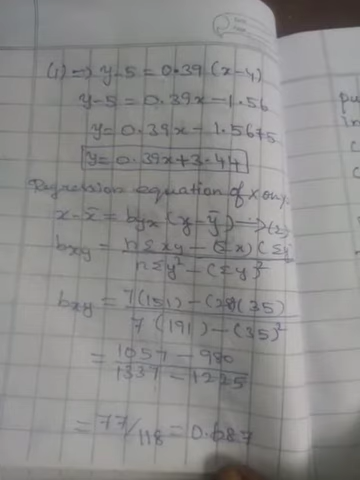 (1) ⇒ y-5 = 0.39 (x-4)
y-5 = 0.39x-1.56
y = 0.39x-1.56+5
y = 0.39x+3.44
Regression equation of x on y.
x-x̄ = byx (y-ȳ) → (2)
bxy = nΣxy - (Σx)(Σy
nΣy² - (Σy)²
bxy = 7(151) - (28)(35)
7 (191) - (35)²
= 1057 - 980
1337 - 1225
= 77/118 = 0.687